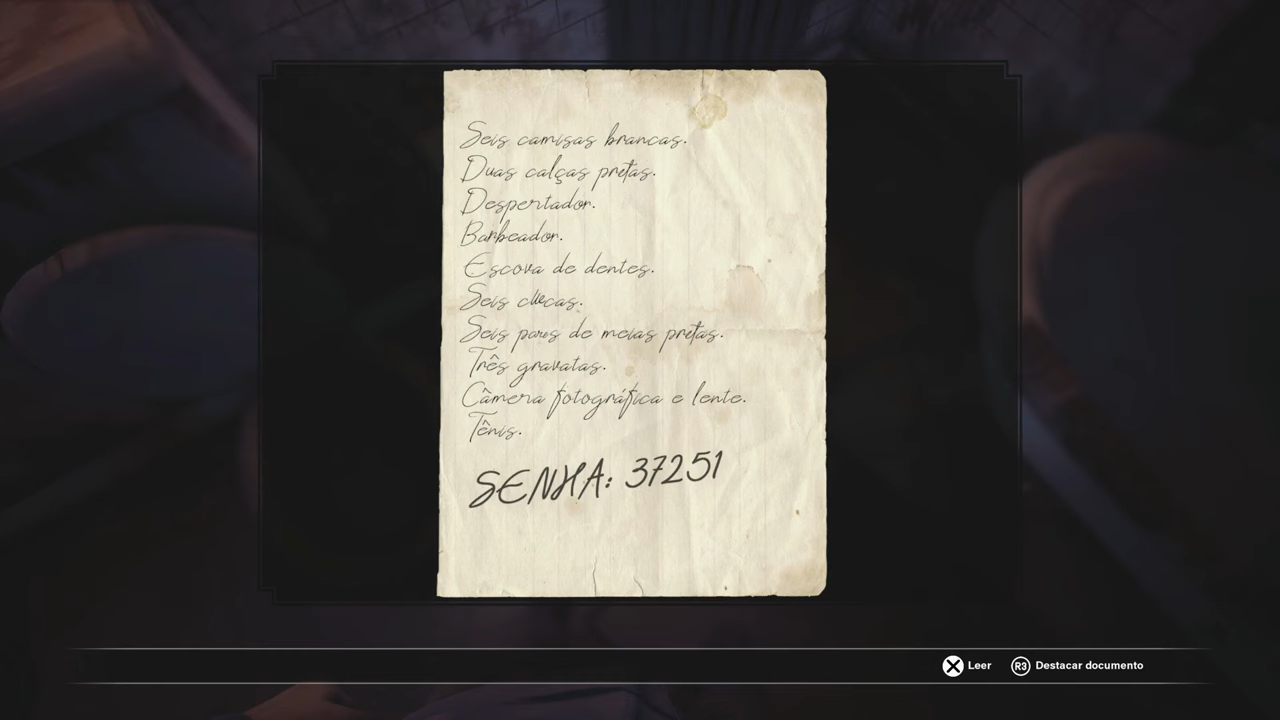 Seis camisas brancas.
Duas calças pretas.
Despertador.
Barbeador.
Escova de dentes.
Seis cuecas.
Seis pares de meias pretas.
Três gravatas.
Câmera fotográfica e lente.
Tênis.
SENHA: 37251
Leer
R3 Destacar documento